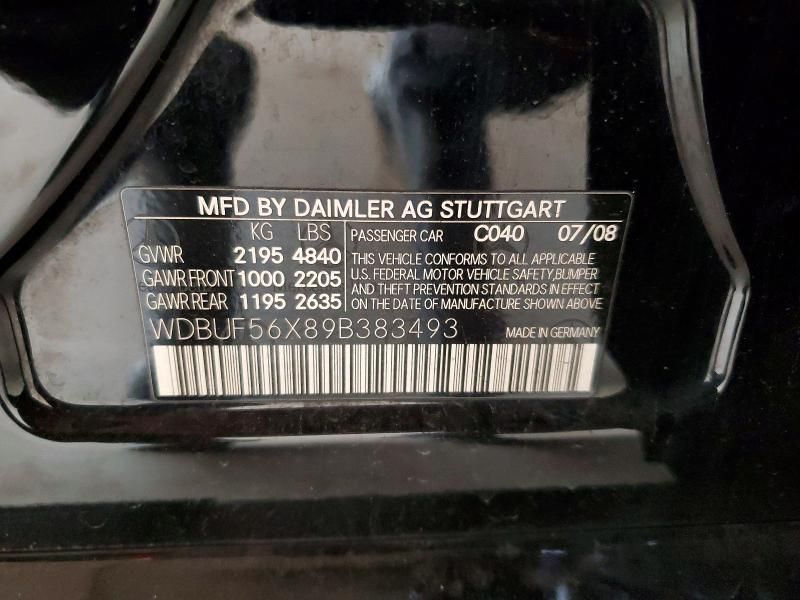 MFD BY DAIMLER AG STUTTGART
KG LBS
GVWR 2195 4840
GAWR FRONT 1000 2205
GAWR REAR 1195 2635
PASSENGER CAR C040 07/08
THIS VEHICLE CONFORMS TO ALL APPLICABLE
U.S. FEDERAL MOTOR VEHICLE SAFETY,BUMPER
AND THEFT PREVENTION STANDARDS IN EFFECT
ON THE DATE OF MANUFACTURE SHOWN ABOVE.
WDBUF56X89B383493
MADE IN GERMANY